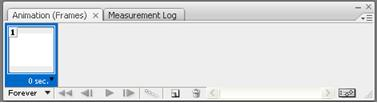 Animation (Frames) × Measurement Log
1
0 sec.
Forever